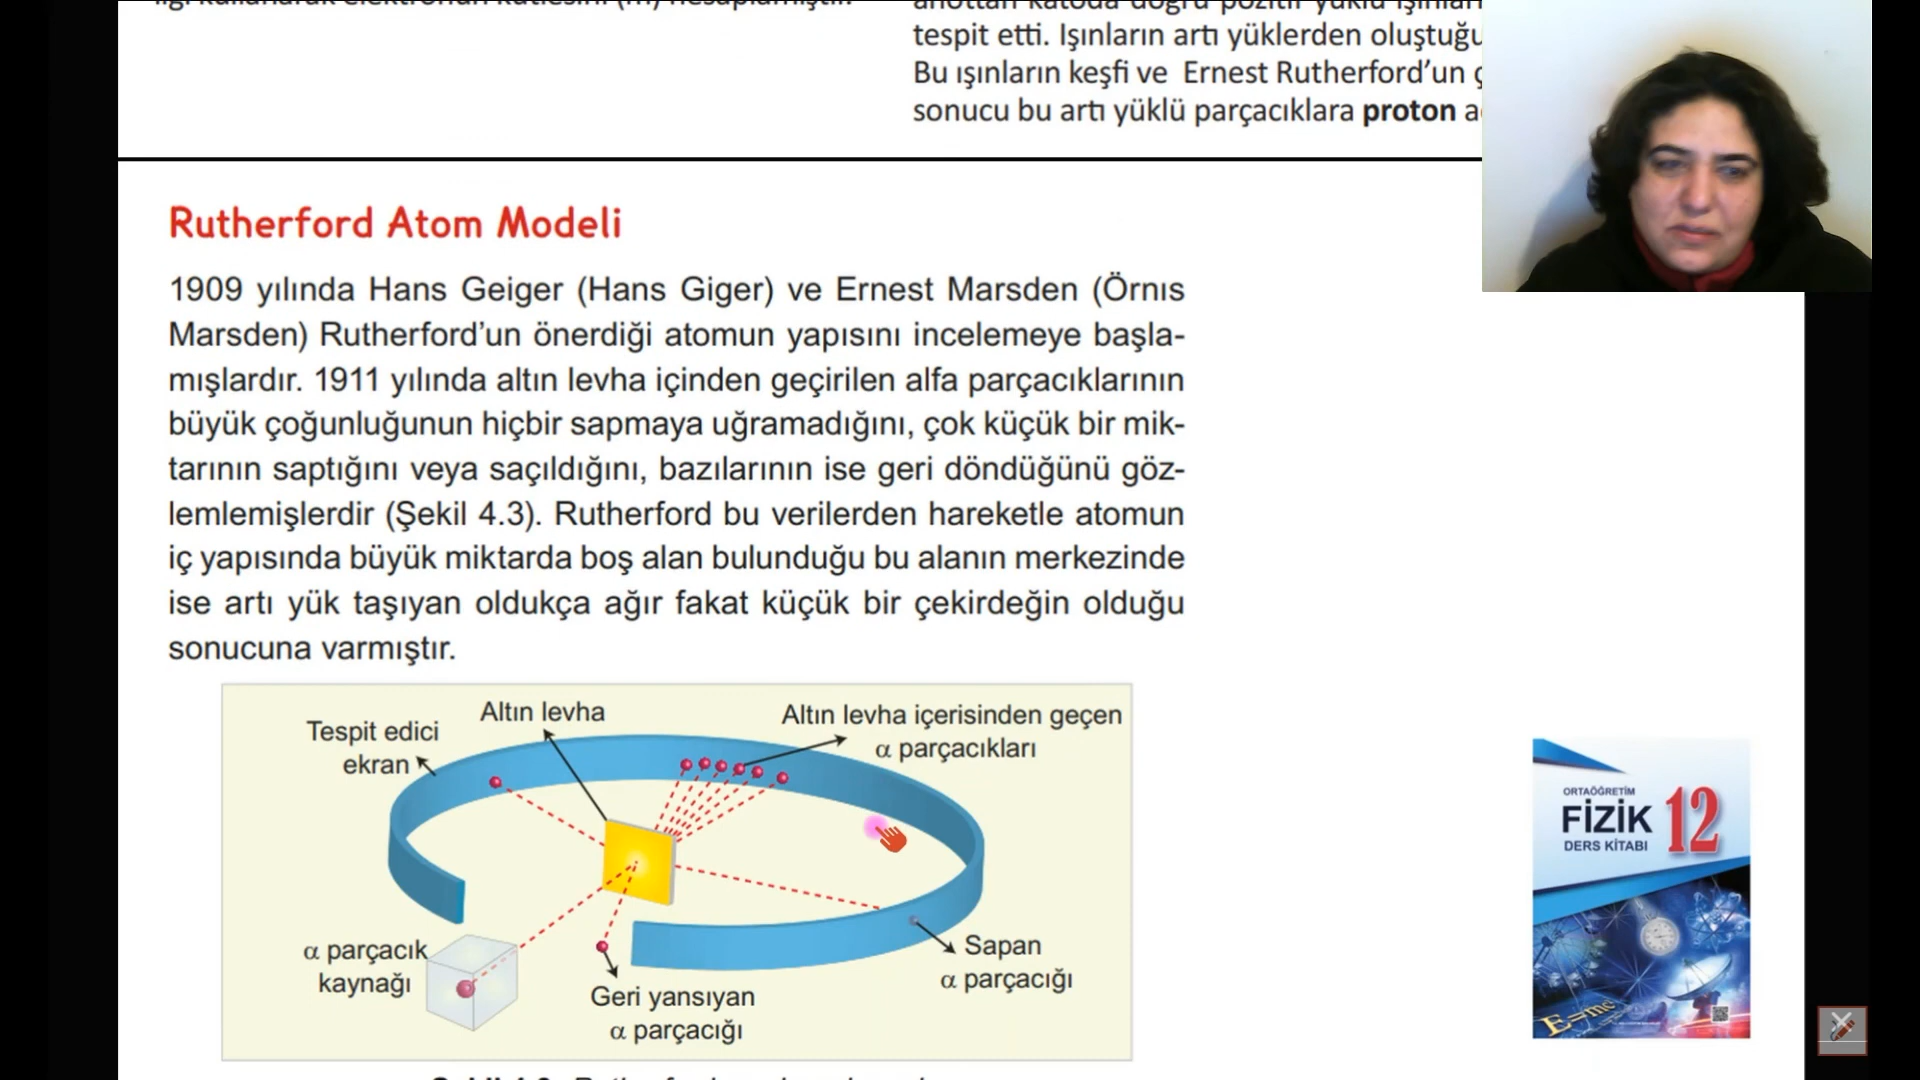 anottan katoda doğru pozitif yüklü ışınları
tespit etti. Işınların artı yüklerden oluştuğu
Bu ışınların keşfi ve Ernest Rutherford’un
sonucu bu artı yüklü parçacıklara proton
Rutherford Atom Modeli
1909 yılında Hans Geiger (Hans Giger) ve Ernest Marsden (Örnıs
Marsden) Rutherford’un önerdiği atomun yapısını incelemeye başla-
mışlardır. 1911 yılında altın levha içinden geçirilen alfa parçacıklarının
büyük çoğunluğunun hiçbir sapmaya uğramadığını, çok küçük bir mik-
tarının saptığını veya saçıldığını, bazılarının ise geri döndüğünü göz-
lemlemişlerdir (Şekil 4.3). Rutherford bu verilerden hareketle atomun
iç yapısında büyük miktarda boş alan bulunduğu bu alanın merkezinde
ise artı yük taşıyan oldukça ağır fakat küçük bir çekirdeğin olduğu
sonucuna varmıştır.
Tespit edici
ekran
Altın levha
Altın levha içerisinden geçen
α parçacıkları
α parçacık
kaynağı
Geri yansıyan
α parçacığı
Sapan
α parçacığı
ORTAÖĞRETİM
FİZİK 12
DERS KİTABI